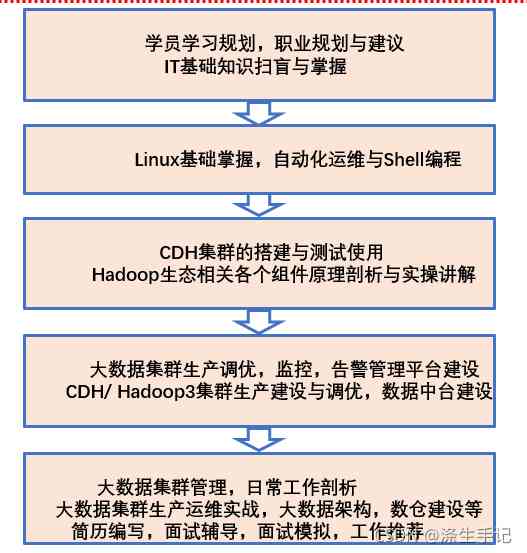 学员学习规划，职业规划与建议
IT基础知识扫盲与掌握
Linux基础掌握，自动化运维与Shell编程
CDH集群的搭建与测试使用
Hadoop生态相关各个组件原理剖析与实操讲解
大数据集群生产调优，监控，告警管理平台建设
CDH/ Hadoop3集群生产建设与调优，数据中台建设
大数据集群管理，日常工作剖析
大数据集群生产运维实战，大数据架构，数仓建设等
简历编写，面试辅导，面试模拟，工作推荐
CSDN @涤生手记